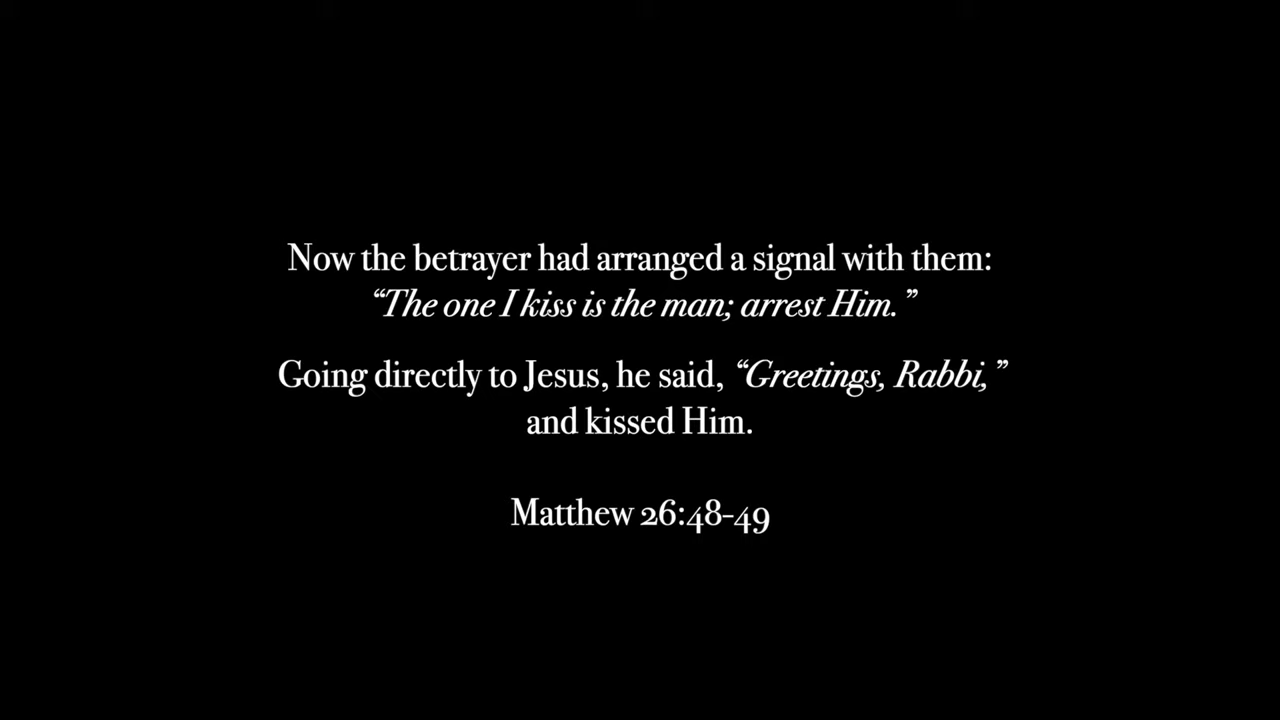 Now the betrayer had arranged a signal with them:
“The one I kiss is the man; arrest Him.”
Going directly to Jesus, he said, “Greetings, Rabbi,”
and kissed Him.
Matthew 26:48-49